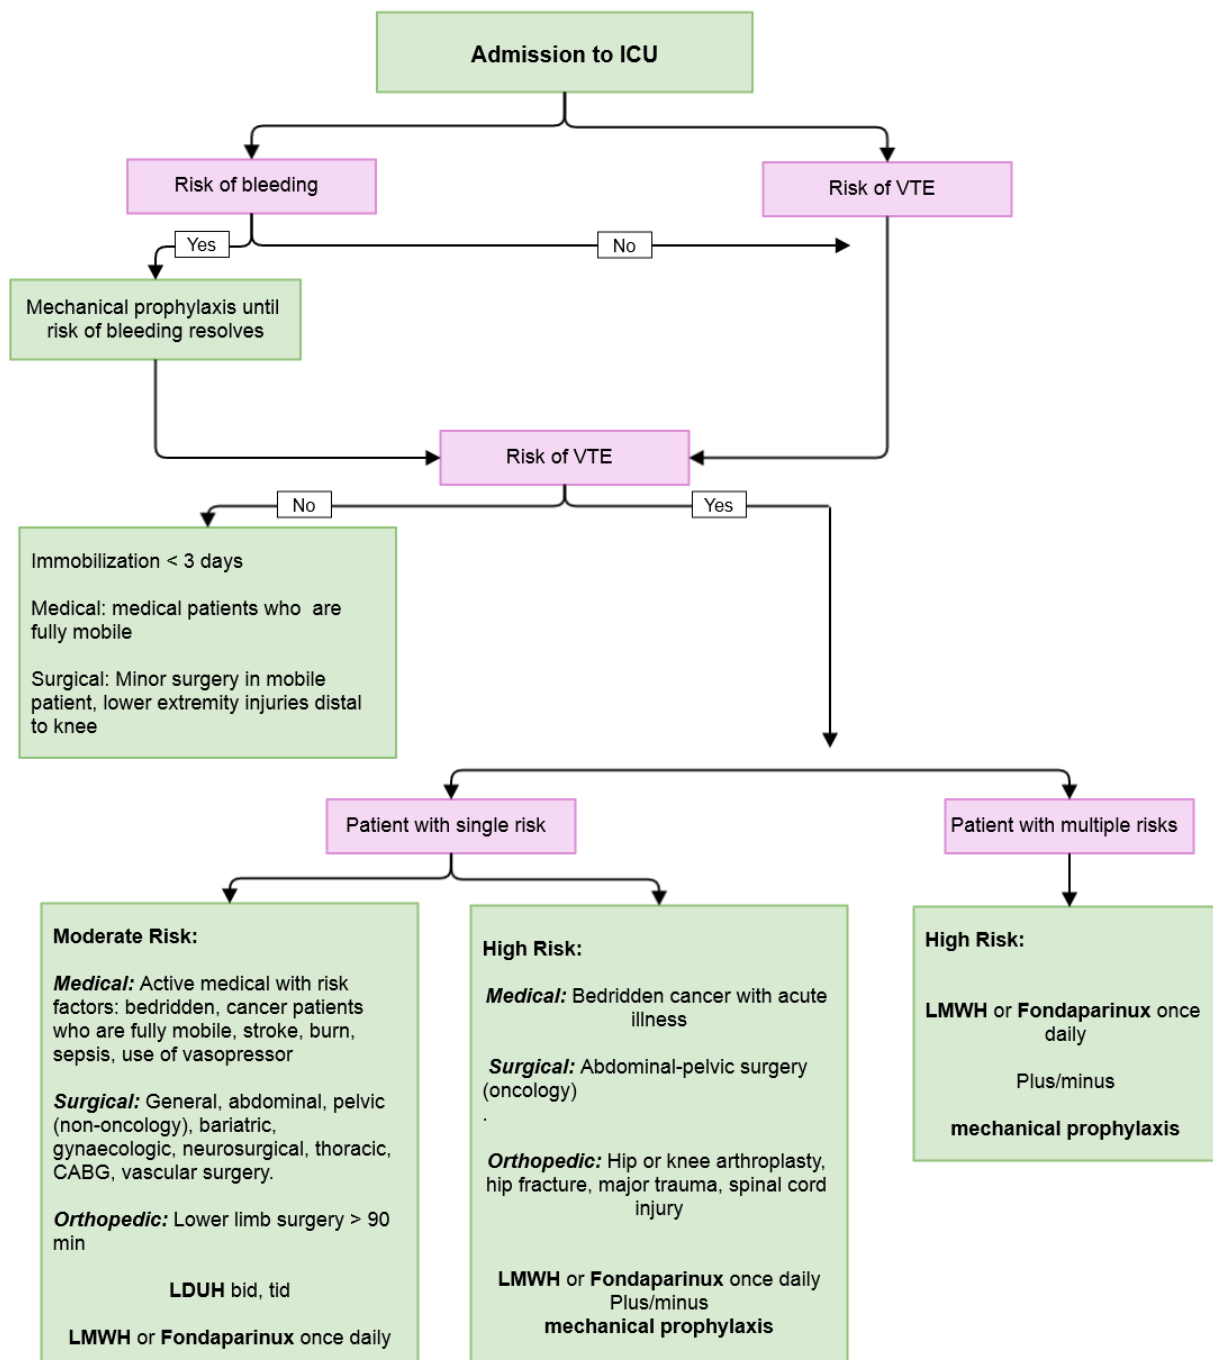 Admission to ICU
Risk of bleeding
Risk of VTE
Yes
No
Mechanical prophylaxis until
risk of bleeding resolves
Risk of VTE
No
Yes
Immobilization < 3 days
Medical: medical patients who are
fully mobile
Surgical: Minor surgery in mobile
patient, lower extremity injuries distal
to knee
Patient with single risk
Patient with multiple risks
Moderate Risk:
Medical: Active medical with risk
factors: bedridden, cancer patients
who are fully mobile, stroke, burn,
sepsis, use of vasopressor
Surgical: General, abdominal, pelvic
(non-oncology), bariatric,
gynaecologic, neurosurgical, thoracic,
CABG, vascular surgery.
Orthopedic: Lower limb surgery > 90
min
LDUH bid, tid
LMWH or Fondaparinux once daily
High Risk:
Medical: Bedridden cancer with acute
illness
Surgical: Abdominal-pelvic surgery
(oncology)
.
Orthopedic: Hip or knee arthroplasty,
hip fracture, major trauma, spinal cord
injury
LMWH or Fondaparinux once daily
Plus/minus
mechanical prophylaxis
High Risk:
LMWH or Fondaparinux once
daily
Plus/minus
mechanical prophylaxis